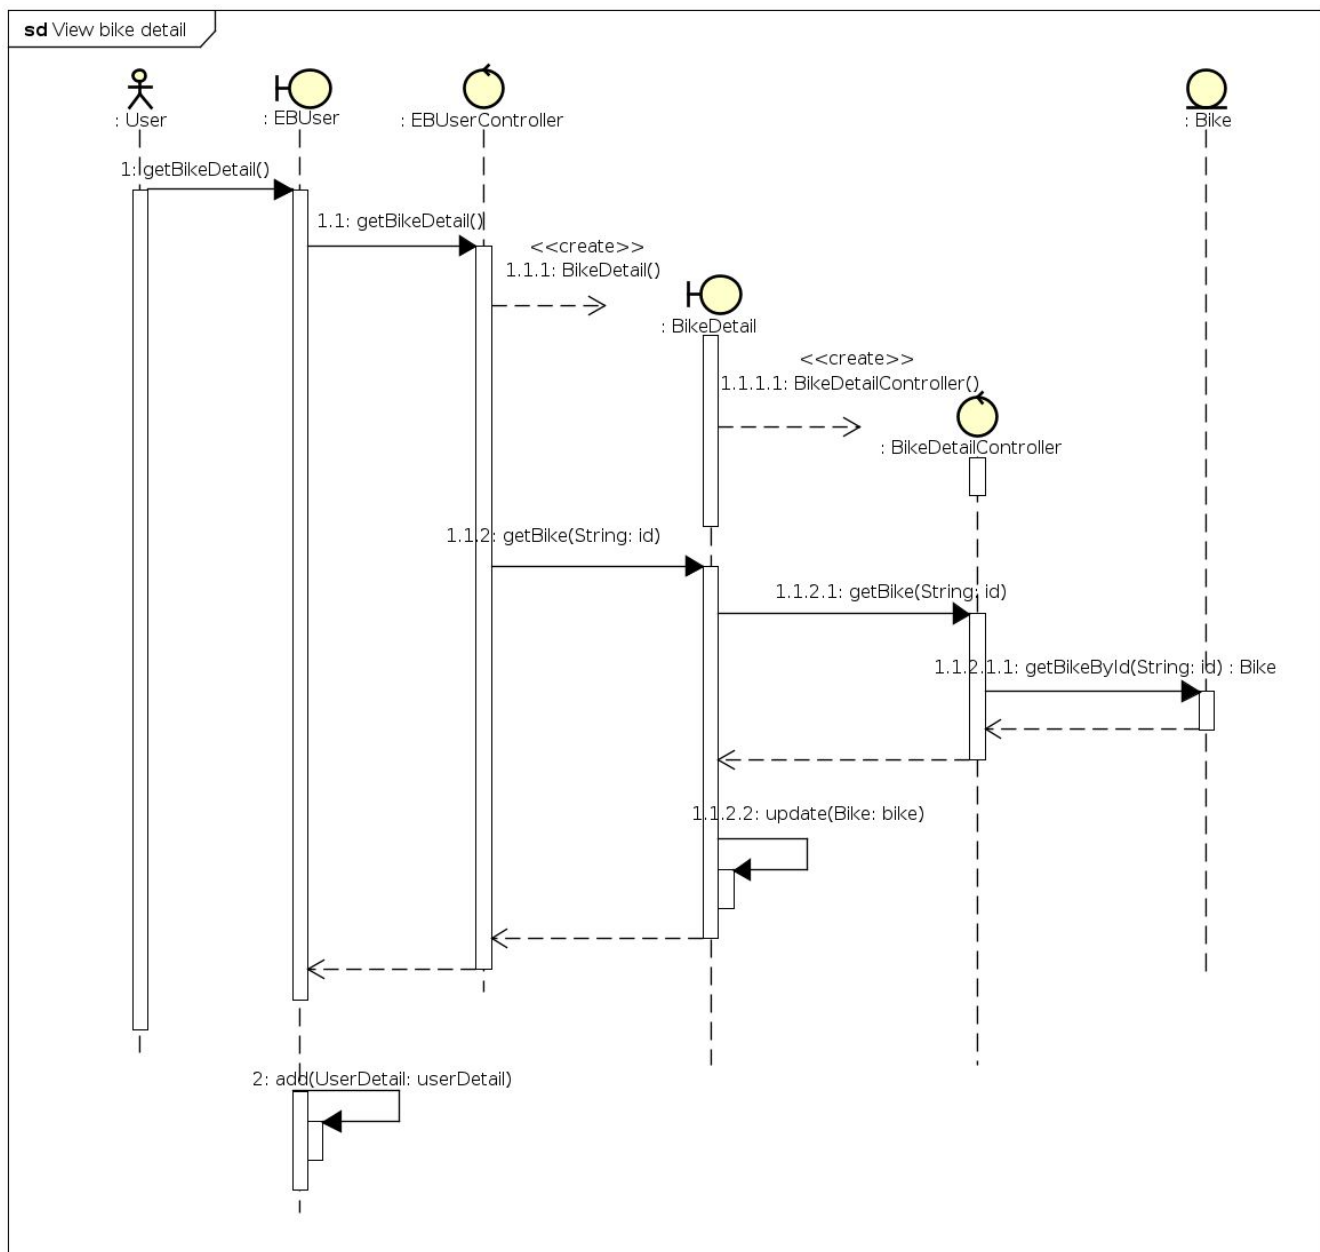 sd View bike detail
: User
: EBUser
: EBUserController
: Bike
1: getBikeDetail()
1.1: getBikeDetail()
<<create>>
1.1.1: BikeDetail()
: BikeDetail
<<create>>
1.1.1.1: BikeDetailController()
: BikeDetailController
1.1.2: getBike(String: id)
1.1.2.1: getBike(String: id)
1.1.2.1.1: getBikeById(String: id) : Bike
1.1.2.2: update(Bike: bike)
2: add(UserDetail: userDetail)